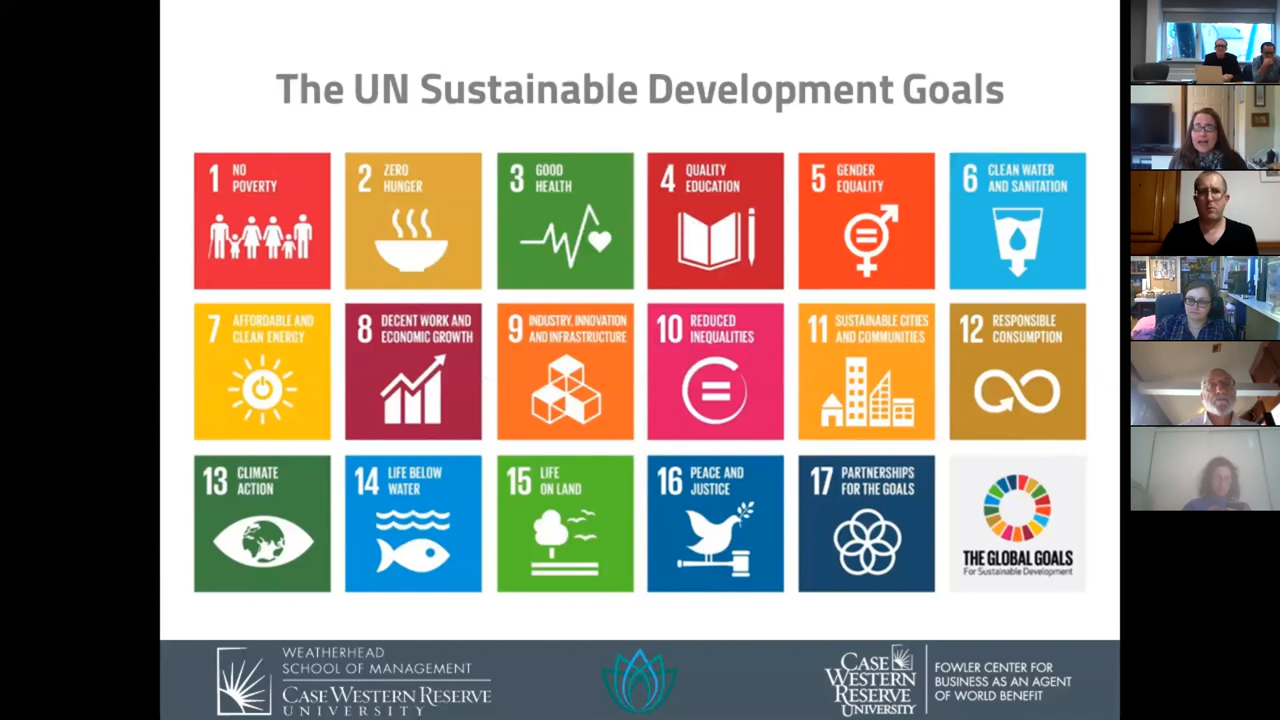 The UN Sustainable Development Goals
1 NO
POVERTY
2 ZERO
HUNGER
3 GOOD
HEALTH
4 QUALITY
EDUCATION
5 GENDER
EQUALITY
6 CLEAN WATER
AND SANITATION
7 AFFORDABLE AND
CLEAN ENERGY
8 DECENT WORK AND
ECONOMIC GROWTH
9 INDUSTRY, INNOVATION
AND INFRASTRUCTURE
10 REDUCED
INEQUALITIES
11 SUSTAINABLE CITIES
AND COMMUNITIES
12 RESPONSIBLE
CONSUMPTION
13 CLIMATE
ACTION
14 LIFE BELOW
WATER
15 LIFE
ON LAND
16 PEACE AND
JUSTICE
17 PARTNERSHIPS
FOR THE GOALS
THE GLOBAL GOALS
For Sustainable Development
WEATHERHEAD
SCHOOL OF MANAGEMENT
CASE WESTERN RESERVE
UNIVERSITY
CASE
WESTERN
RESERVE
UNIVERSITY
FOWLER CENTER FOR
BUSINESS AS AN AGENT
OF WORLD BENEFIT